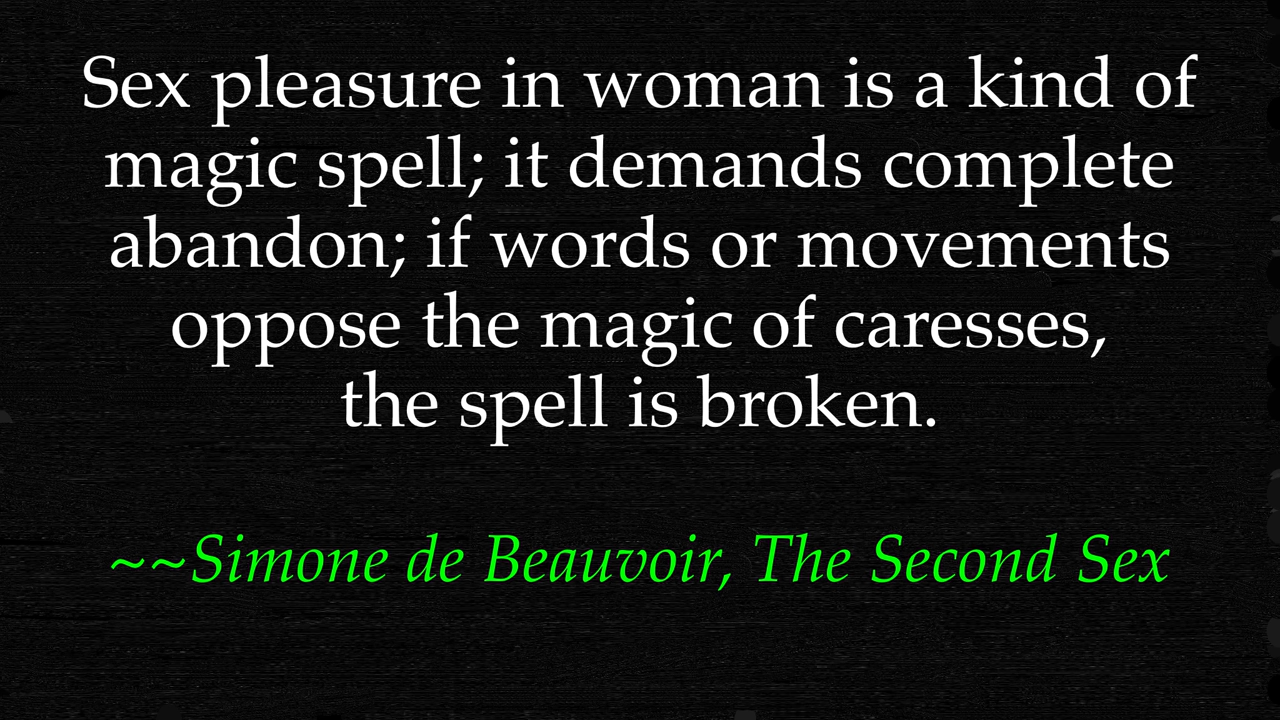 Sex pleasure in woman is a kind of
magic spell; it demands complete
abandon; if words or movements
oppose the magic of caresses,
the spell is broken.
~~Simone de Beauvoir, The Second Sex